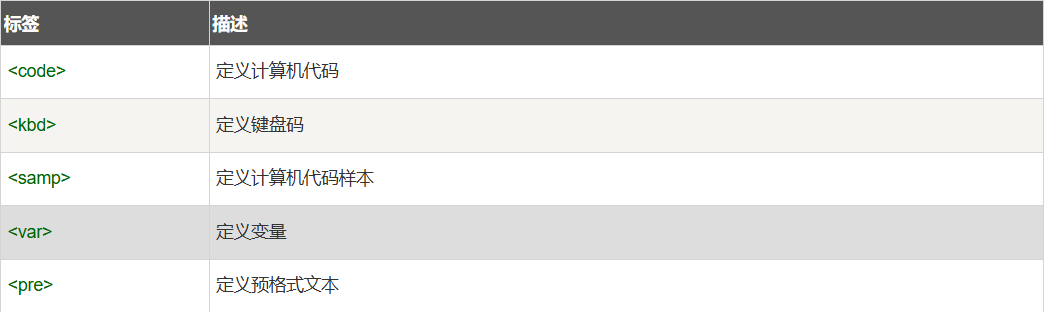 标签 描述
<code> 定义计算机代码
<kbd> 定义键盘码
<samp> 定义计算机代码样本
<var> 定义变量
<pre> 定义预格式文本